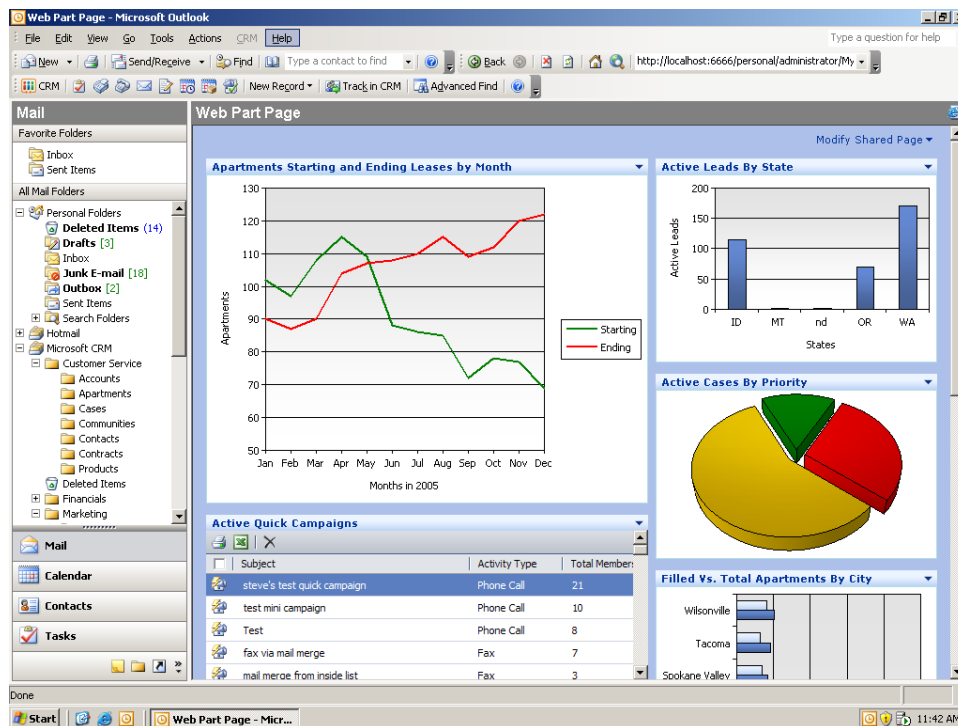 Web Part Page - Microsoft Outlook
File Edit View Go Tools Actions CRM Help Type a question for help
New Send/Receive Find Type a contact to find Back http://localhost:6666/personal/administrator/My
CRM New Record Track in CRM Advanced Find
Mail
Favorite Folders
Inbox
Sent Items
All Mail Folders
Personal Folders
Deleted Items (14)
Drafts [3]
Inbox
Junk E-mail [18]
Outbox [2]
Sent Items
Search Folders
Hotmail
Microsoft CRM
Customer Service
Accounts
Apartments
Cases
Communities
Contacts
Contracts
Products
Deleted Items
Financials
Marketing
Mail
Calendar
Contacts
Tasks
Web Part Page
Modify Shared Page
Apartments Starting and Ending Leases by Month
130
120
110
100
90
80
70
60
50
Apartments
Jan Feb Mar Apr May Jun Jul Aug Sep Oct Nov Dec
Months in 2005
Starting
Ending
Active Quick Campaigns
Subject Activity Type Total Members
steve's test quick campaign Phone Call 21
test mini campaign Phone Call 10
Test Phone Call 8
fax via mail merge Fax 7
mail merge from inside list Fax 3
Active Leads By State
200
150
100
50
0
Active Leads
ID MT nd OR WA
States
Active Cases By Priority
Filled Vs. Total Apartments By City
Wilsonville
Tacoma
Spokane Valley
Done
Start Web Part Page - Micr... 11:42 AM